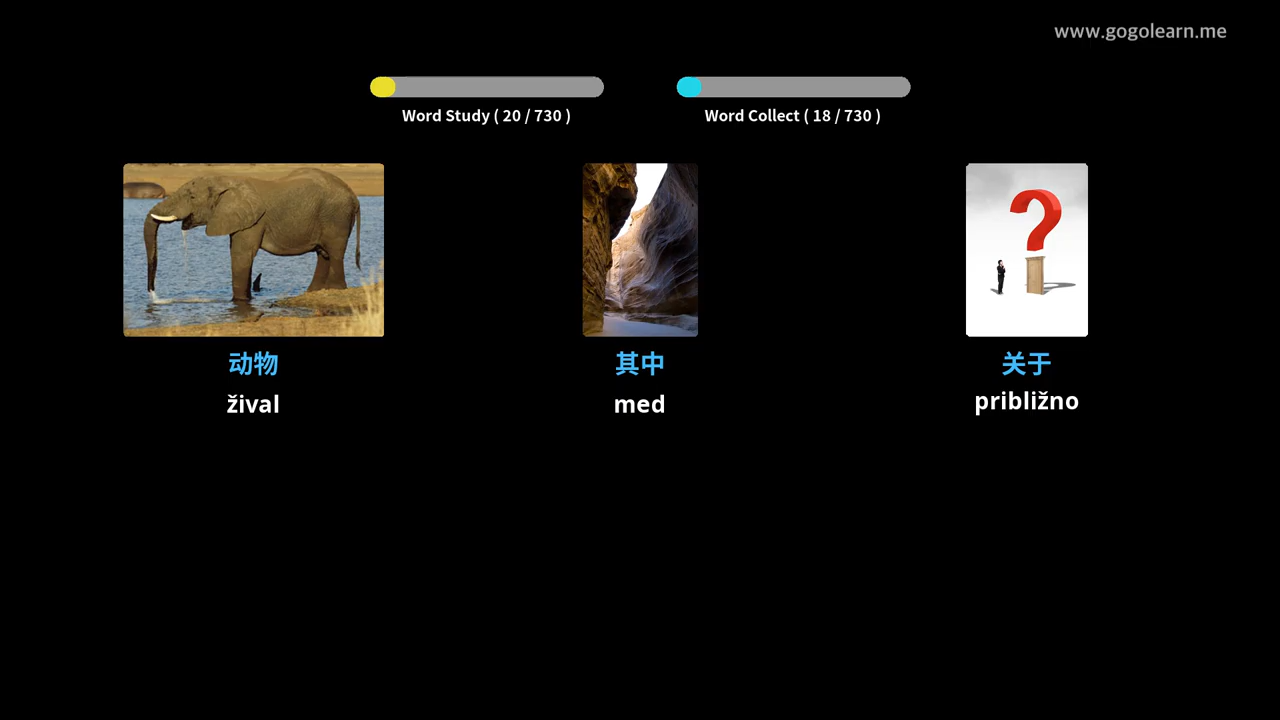 www.gogolearn.me
Word Study ( 20 / 730 )
Word Collect ( 18 / 730 )
动物
其中
关于
žival
med
približno